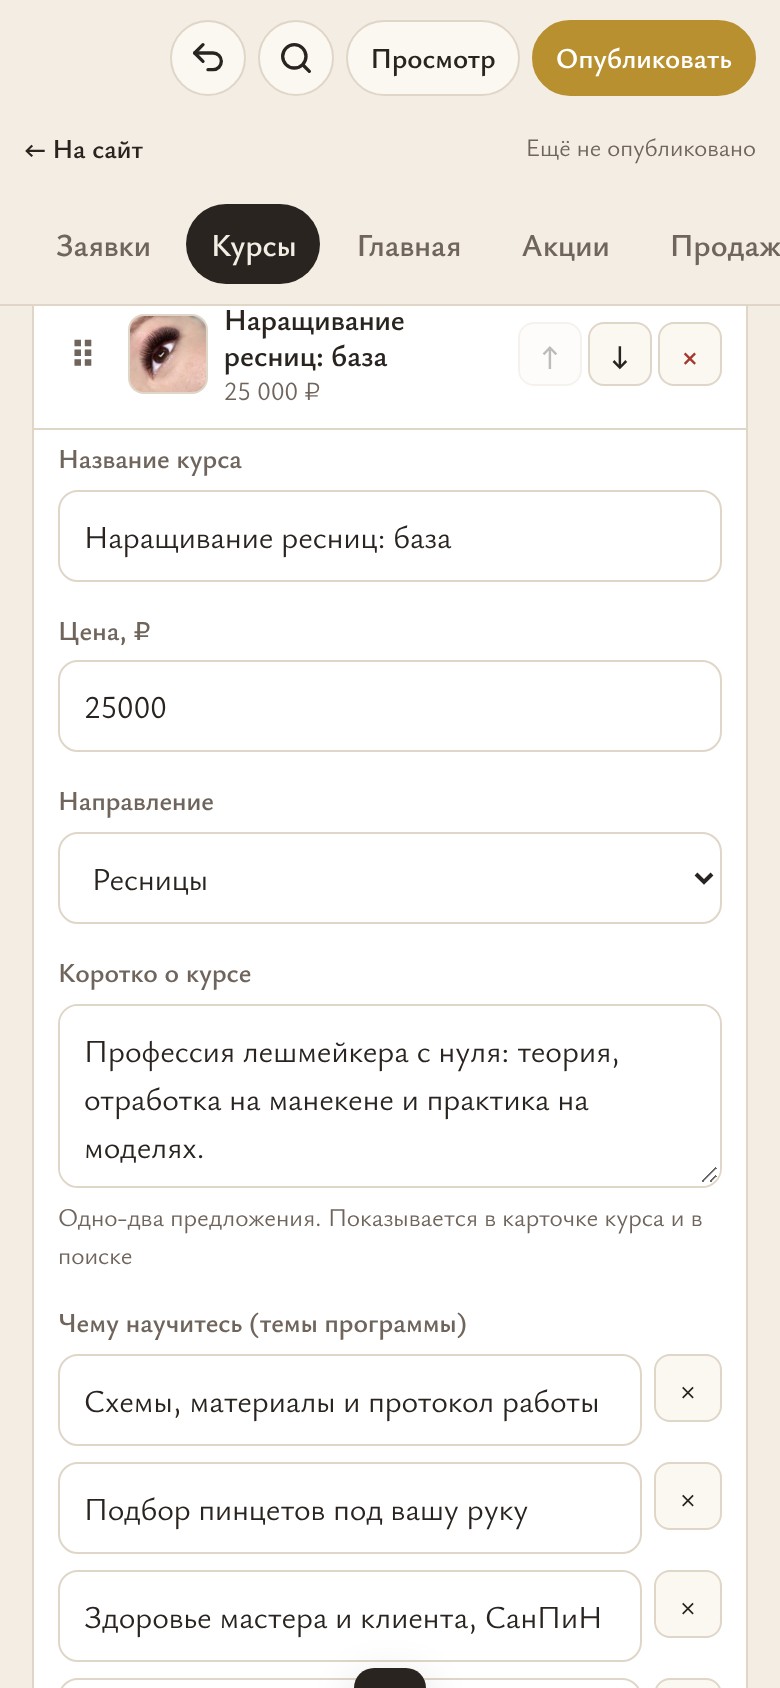 Просмотр
Опубликовать
← На сайт
Ещё не опубликовано
Заявки
Курсы
Главная
Акции
Продаж
Наращивание
ресниц: база
25 000 ₽
↑
↓
×
Название курса
Наращивание ресниц: база
Цена, ₽
25000
Направление
Ресницы
Коротко о курсе
Профессия лешмейкера с нуля: теория,
отработка на манекене и практика на
моделях.
Одно-два предложения. Показывается в карточке курса и в
поиске
Чему научитесь (темы программы)
Схемы, материалы и протокол работы
×
Подбор пинцетов под вашу руку
×
Здоровье мастера и клиента, СанПиН
×